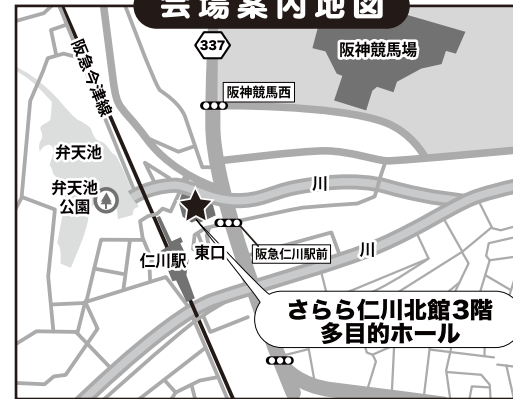 会場案内地図
337
阪神競馬場
阪急今津線
阪神競馬西
弁天池
弁天池
公園
川
仁川駅
東口
阪急仁川駅前
川
さらら仁川北館3階
多目的ホール